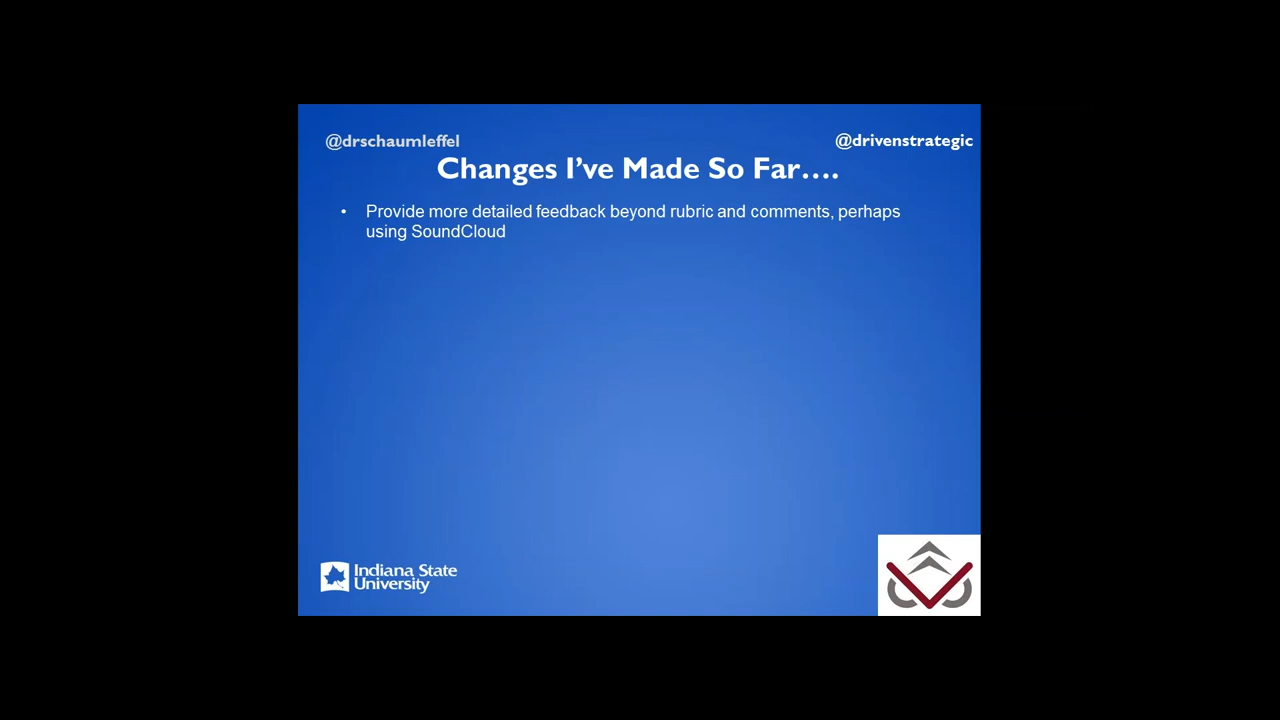 @drschaumleffel
@drivenstrategic
Changes I’ve Made So Far….
• Provide more detailed feedback beyond rubric and comments, perhaps
using SoundCloud
Indiana State
University